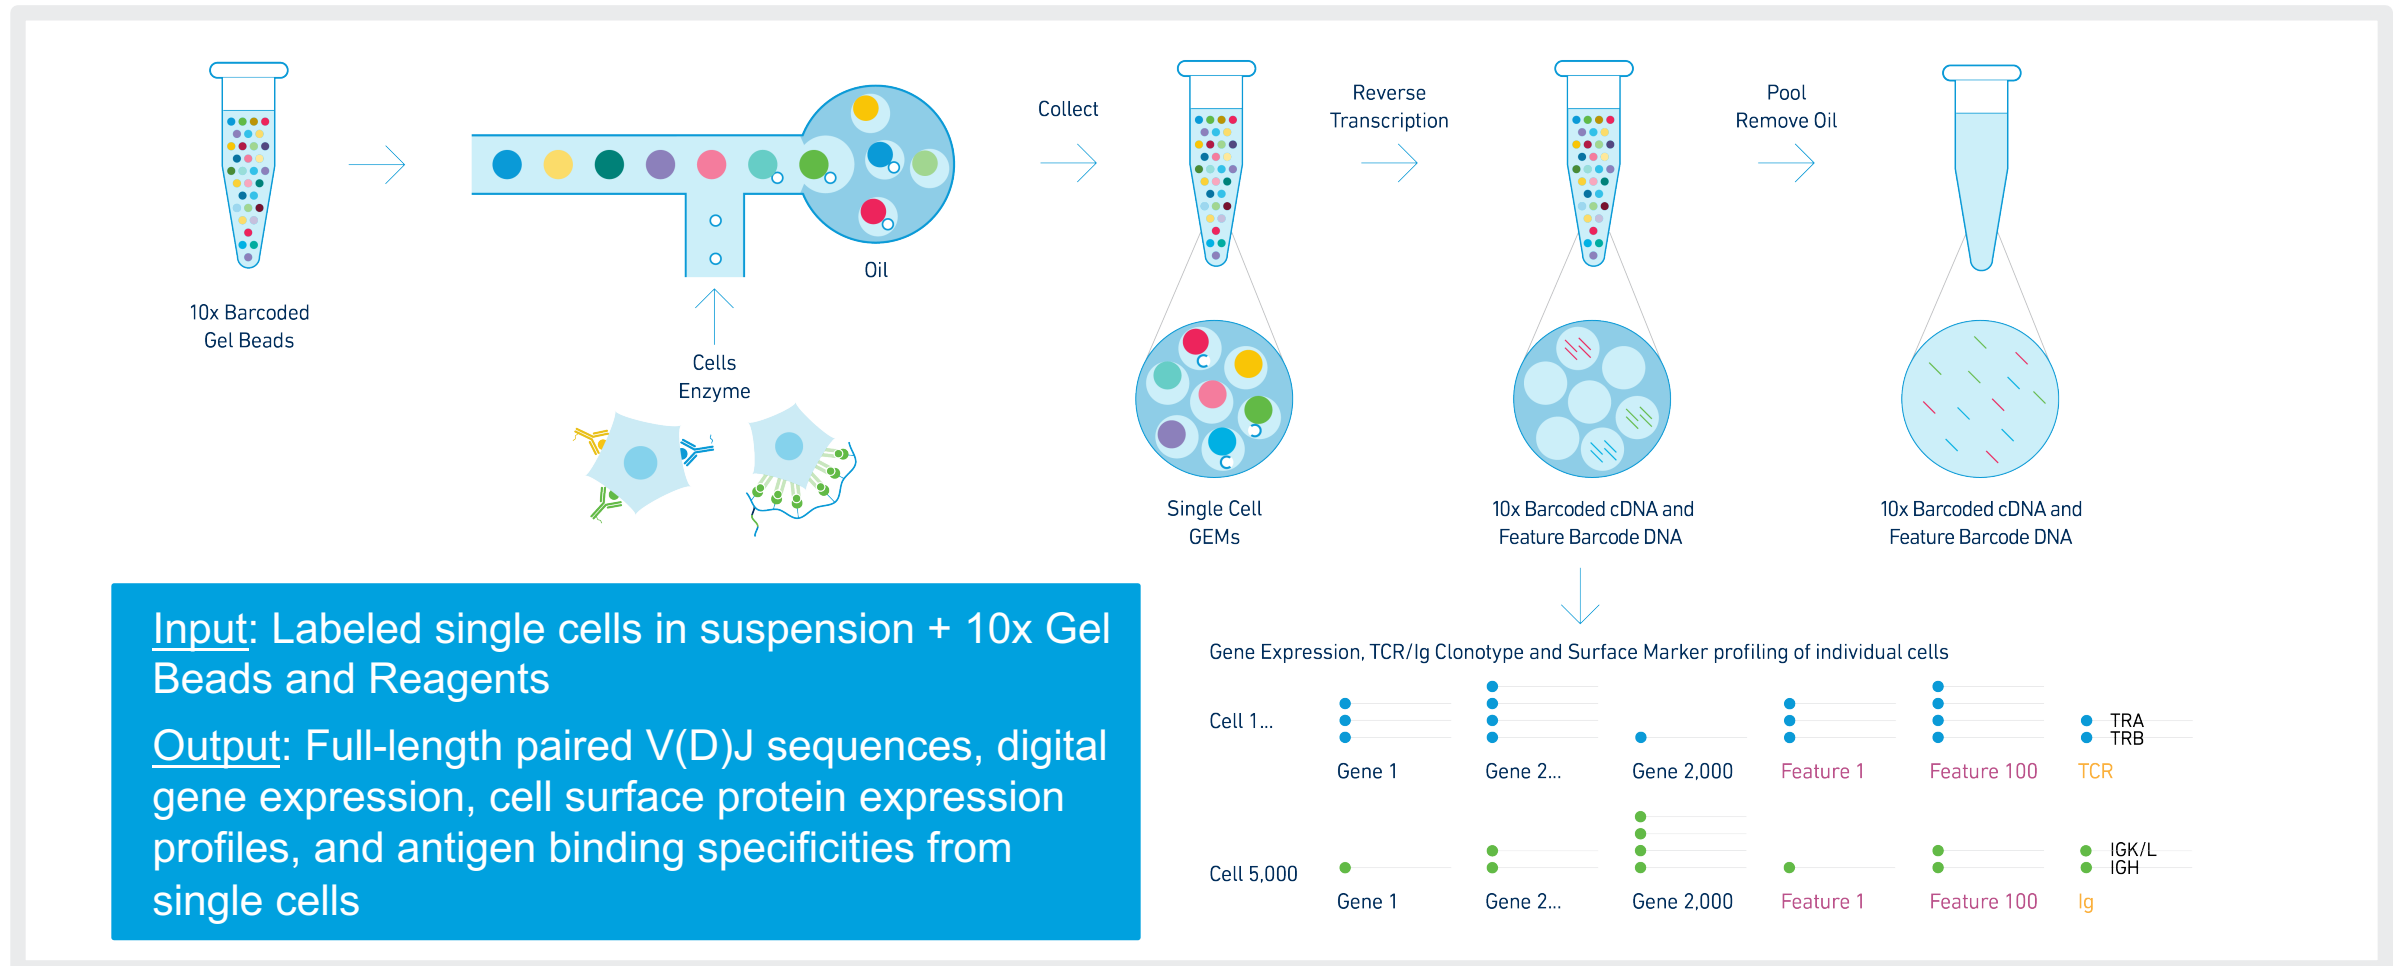 10x Barcoded
Gel Beads
Cells
Enzyme
Oil
Collect
Single Cell
GEMs
Reverse
Transcription
10x Barcoded cDNA and
Feature Barcode DNA
Pool
Remove Oil
10x Barcoded cDNA and
Feature Barcode DNA
Input: Labeled single cells in suspension + 10x Gel
Beads and Reagents
Output: Full-length paired V(D)J sequences, digital
gene expression, cell surface protein expression
profiles, and antigen binding specificities from
single cells
Gene Expression, TCR/Ig Clonotype and Surface Marker profiling of individual cells
Cell 1...
TRA
TRB
Gene 1 Gene 2... Gene 2,000 Feature 1 Feature 100 TCR
Cell 5,000
IGK/L
IGH
Gene 1 Gene 2... Gene 2,000 Feature 1 Feature 100 Ig